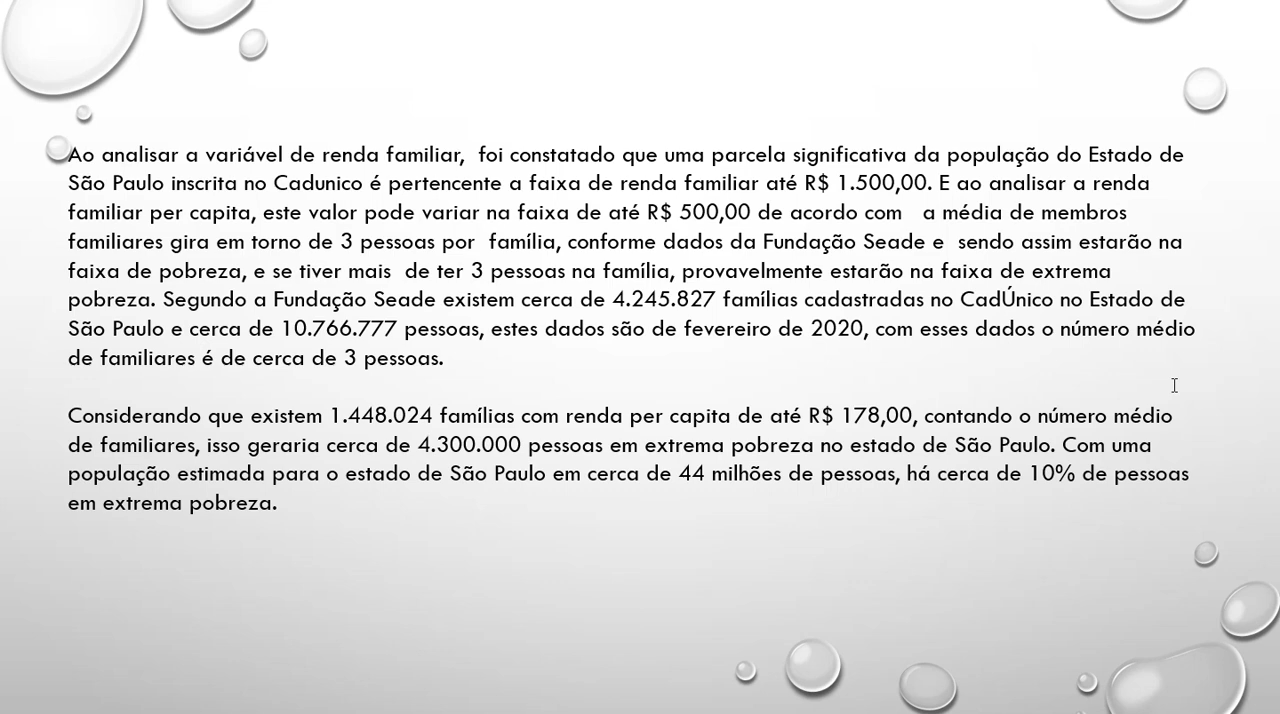 Ao analisar a variável de renda familiar,  foi constatado que uma parcela significativa da população do Estado de
São Paulo inscrita no Cadunico é pertencente a faixa de renda familiar até R$ 1.500,00. E ao analisar a renda
familiar per capita, este valor pode variar na faixa de até R$ 500,00 de acordo com   a média de membros
familiares gira em torno de 3 pessoas por  família, conforme dados da Fundação Seade e  sendo assim estarão na
faixa de pobreza, e se tiver mais  de ter 3 pessoas na família, provavelmente estarão na faixa de extrema
pobreza. Segundo a Fundação Seade existem cerca de 4.245.827 famílias cadastradas no CadÚnico no Estado de
São Paulo e cerca de 10.766.777 pessoas, estes dados são de fevereiro de 2020, com esses dados o número médio
de familiares é de cerca de 3 pessoas.
Considerando que existem 1.448.024 famílias com renda per capita de até R$ 178,00, contando o número médio
de familiares, isso geraria cerca de 4.300.000 pessoas em extrema pobreza no estado de São Paulo. Com uma
população estimada para o estado de São Paulo em cerca de 44 milhões de pessoas, há cerca de 10% de pessoas
em extrema pobreza.